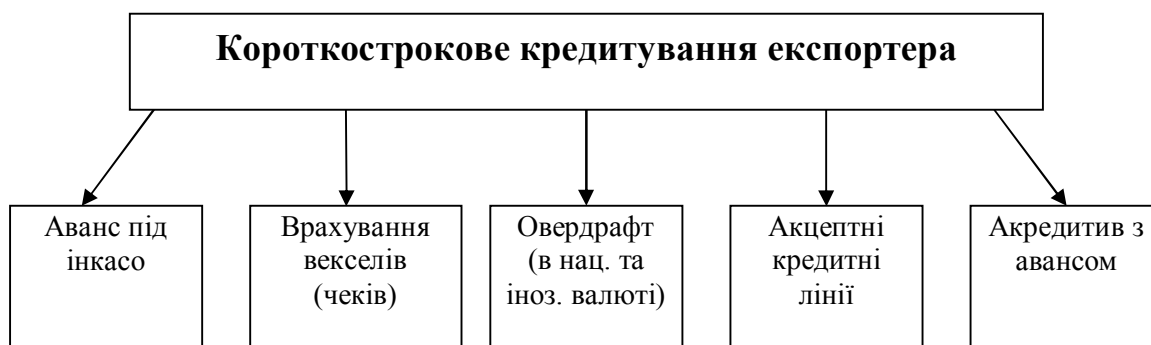 Короткострокове кредитування експортера
Аванс під
інкасо
Врахування
векселів
(чеків)
Овердрафт
(в нац. та
іноз. валюті)
Акцептні
кредитні
лінії
Акредитив з
авансом